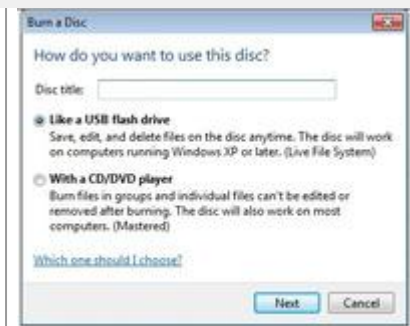 Burn a Disc
How do you want to use this disc?
Disc title:
Like a USB flash drive
Save, edit, and delete files on the disc anytime. The disc will work
on computers running Windows XP or later. (Live File System)
With a CD/DVD player
Burn files in groups and individual files can't be edited or
removed after burning. The disc will also work on most
computers. (Mastered)
Which one should I choose?
Next Cancel